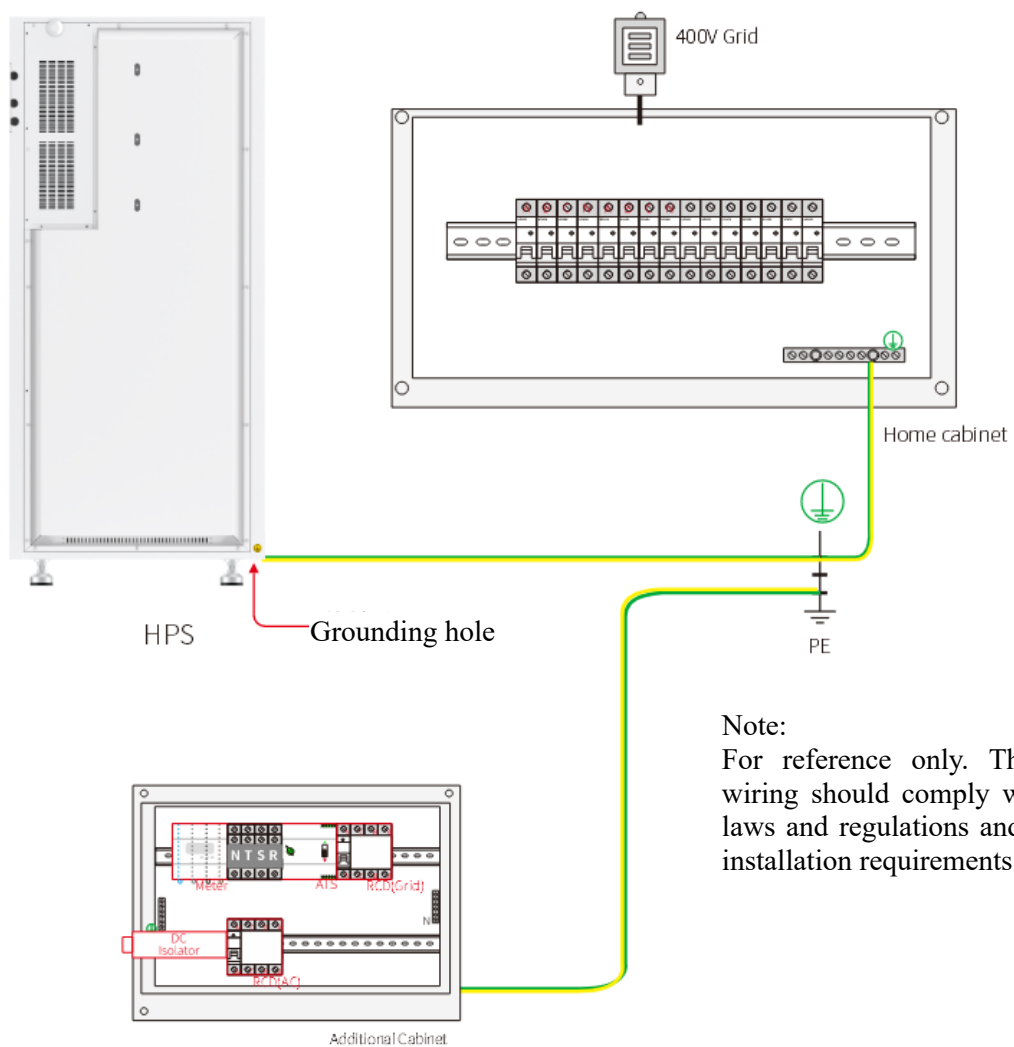 400V Grid
Home cabinet
HPS
Grounding hole
PE
Note:
For reference only. Th
wiring should comply w
laws and regulations and
installation requirements
N T S R
Meter
ATS
RCD(Grid)
N
DC
Isolator
RCD(AC)
Additional Cabinet